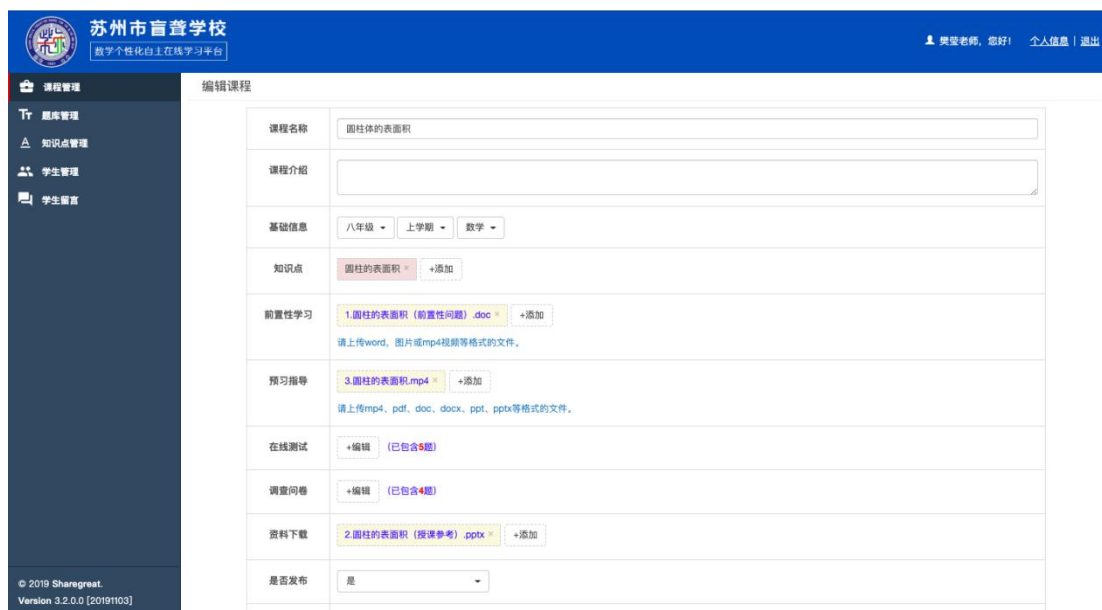 苏州市盲聋学校
数学个性化自主在线学习平台
樊莹老师，您好! 个人信息 | 退出
课程管理
题库管理
知识点管理
学生管理
学生留言
编辑课程
课程名称 圆柱体的表面积
课程介绍
基础信息 八年级 上学期 数学
知识点 圆柱的表面积 × +添加
前置性学习 1.圆柱的表面积（前置性问题）.doc × +添加
请上传word，图片或mp4视频等格式的文件。
预习指导 3.圆柱的表面积.mp4 × +添加
请上传mp4、pdf、doc、docx、ppt、pptx等格式的文件。
在线测试 +编辑 (已包含5题)
调查问卷 +编辑 (已包含4题)
资料下载 2.圆柱的表面积（授课参考）.pptx × +添加
是否发布 是
© 2019 Sharegreat.
Version 3.2.0.0 [20191103]